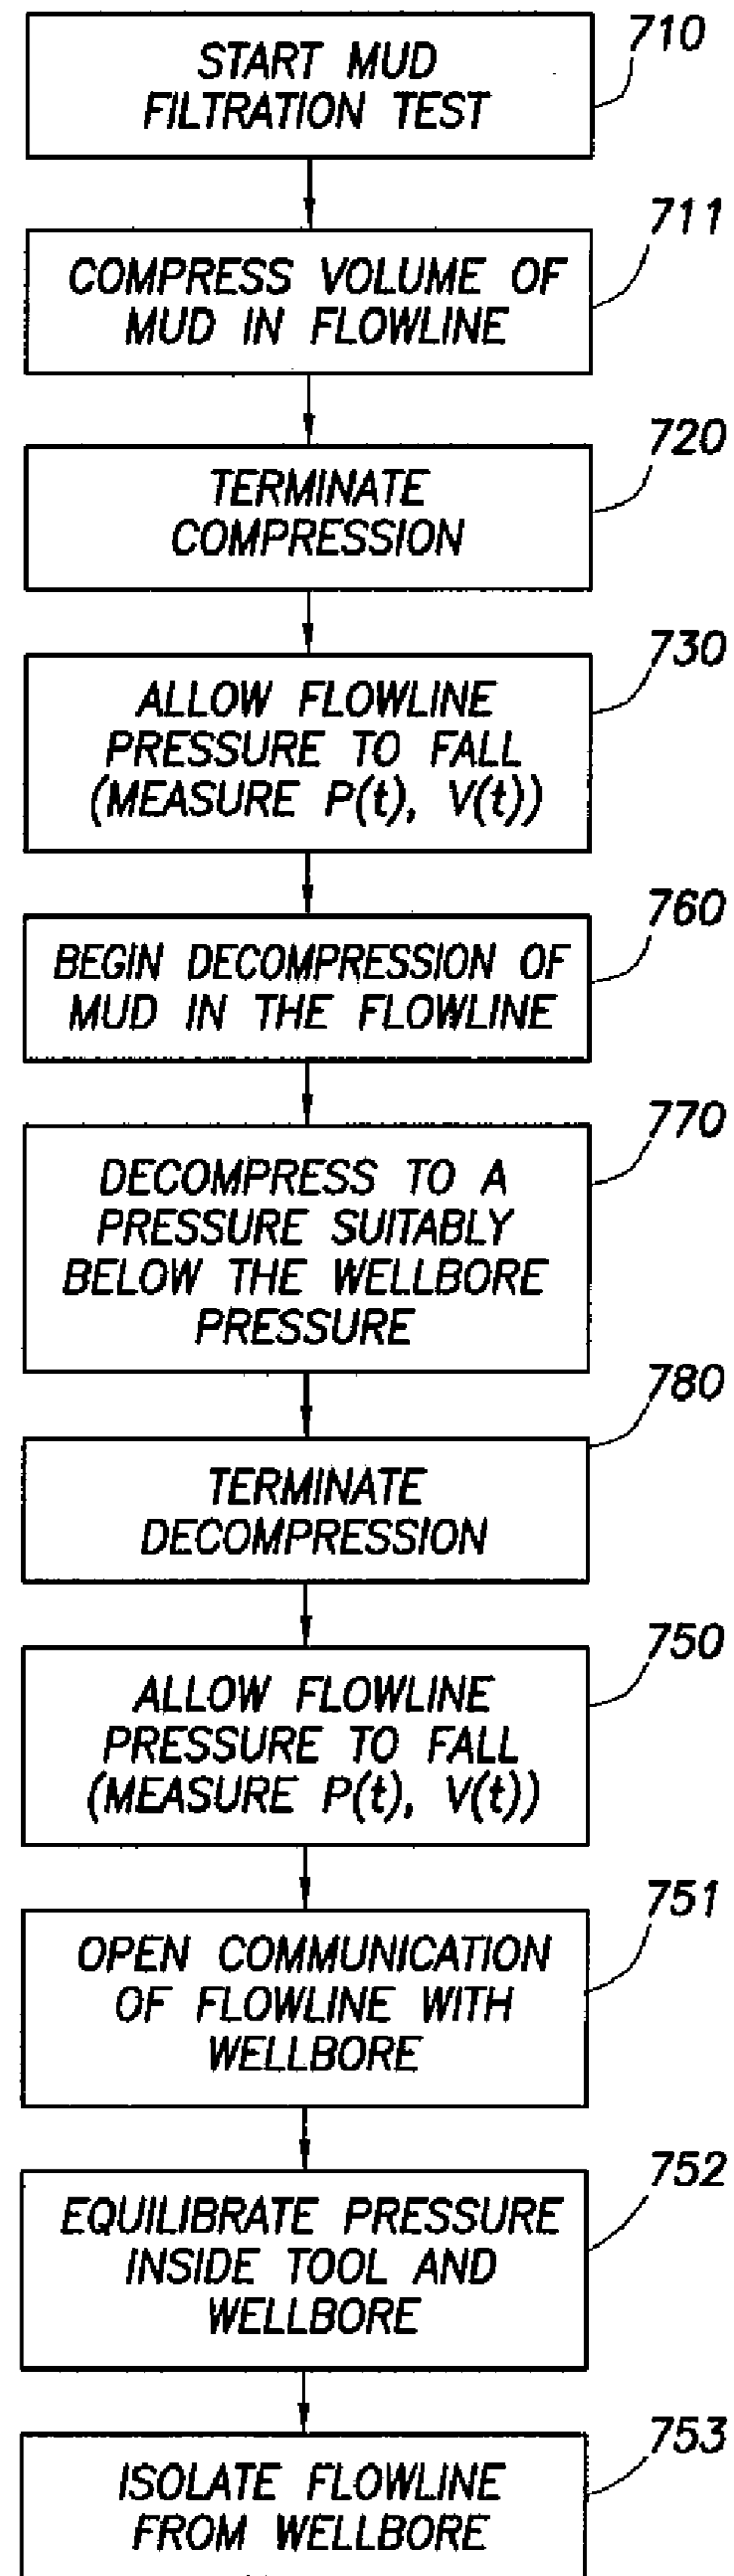 START MUD
FILTRATION TEST
710
COMPRESS VOLUME OF
MUD IN FLOWLINE
711
TERMINATE
COMPRESSION
720
ALLOW FLOWLINE
PRESSURE TO FALL
(MEASURE P(t), V(t))
730
BEGIN DECOMPRESSION OF
MUD IN THE FLOWLINE
760
DECOMPRESS TO A
PRESSURE SUITABLY
BELOW THE WELLBORE
PRESSURE
770
TERMINATE
DECOMPRESSION
780
ALLOW FLOWLINE
PRESSURE TO FALL
(MEASURE P(t), V(t))
750
OPEN COMMUNICATION
OF FLOWLINE WITH
WELLBORE
751
EQUILIBRATE PRESSURE
INSIDE TOOL AND
WELLBORE
752
ISOLATE FLOWLINE
FROM WELLBORE
753